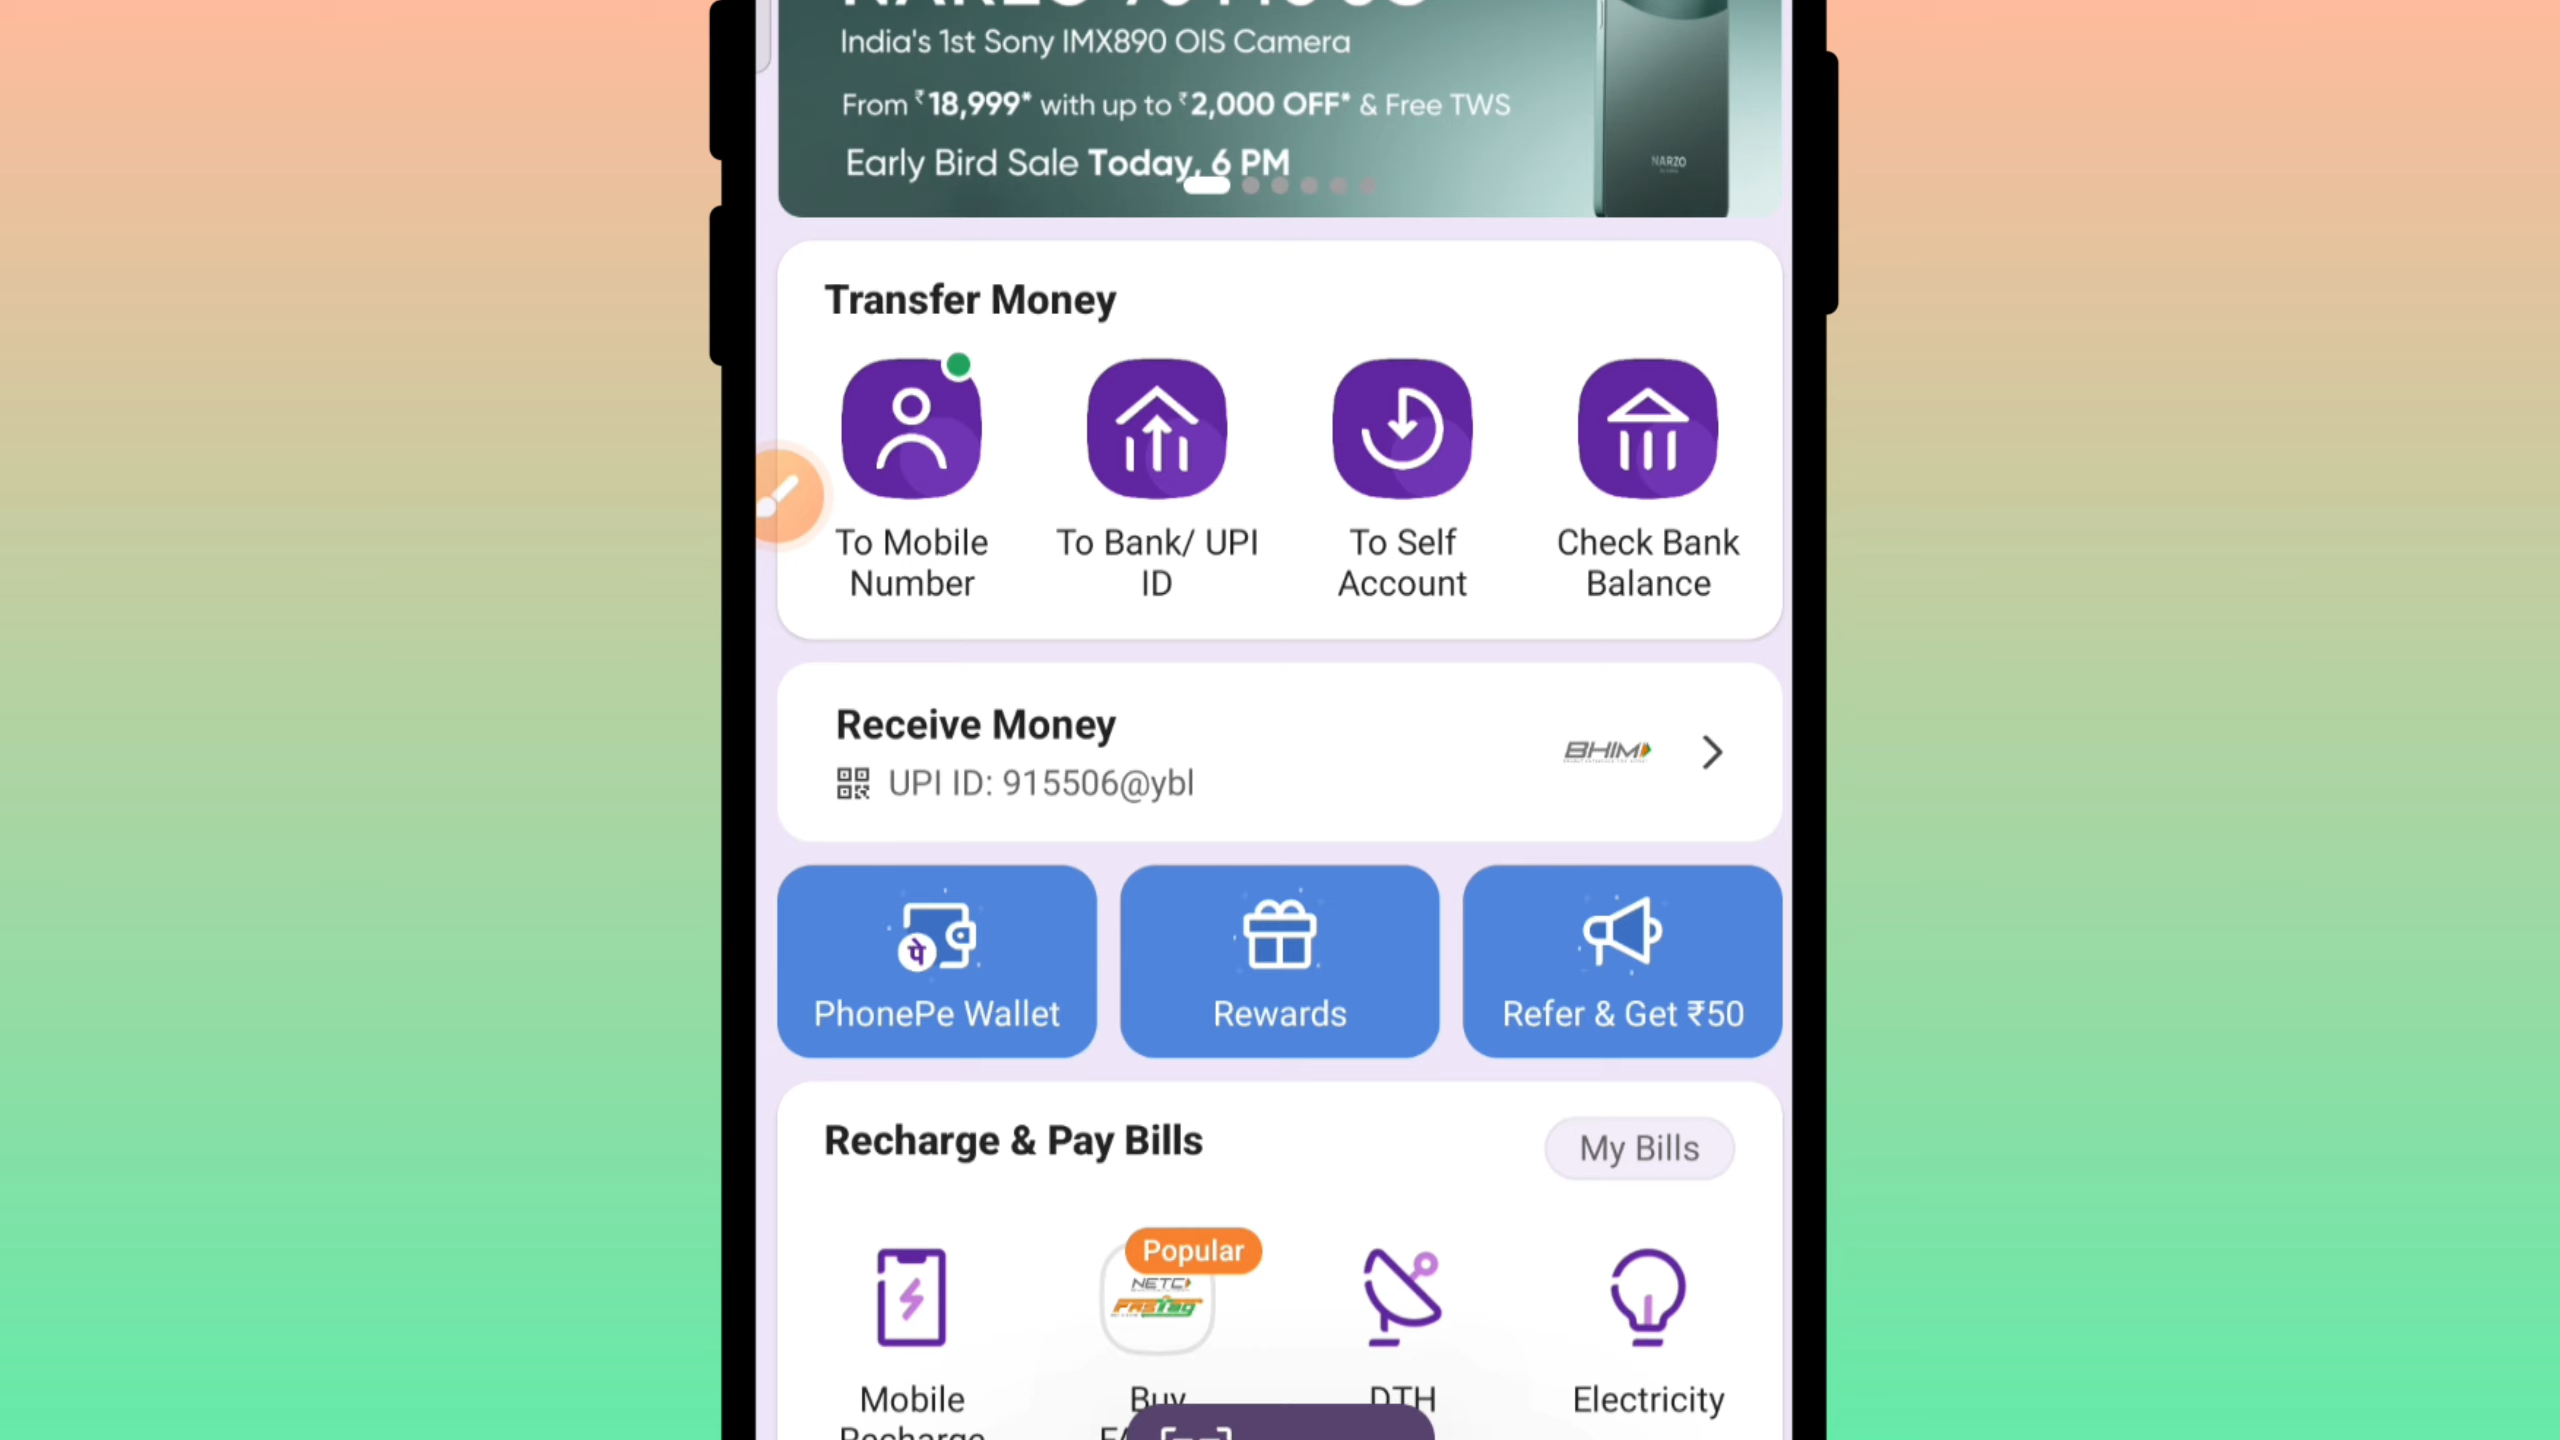 India's 1st Sony IMX890 OIS Camera
From ₹18,999* with up to ₹2,000 OFF* & Free TWS
Early Bird Sale Today, 6 PM
NARZO
Transfer Money
To Mobile Number
To Bank/ UPI ID
To Self Account
Check Bank Balance
Receive Money
BHIM
UPI ID: 915506@ybl
पे
PhonePe Wallet
Rewards
Refer & Get ₹50
Recharge & Pay Bills
My Bills
Popular
NETC
FASTag
Mobile Recharge
Buy
DTH
Electricity